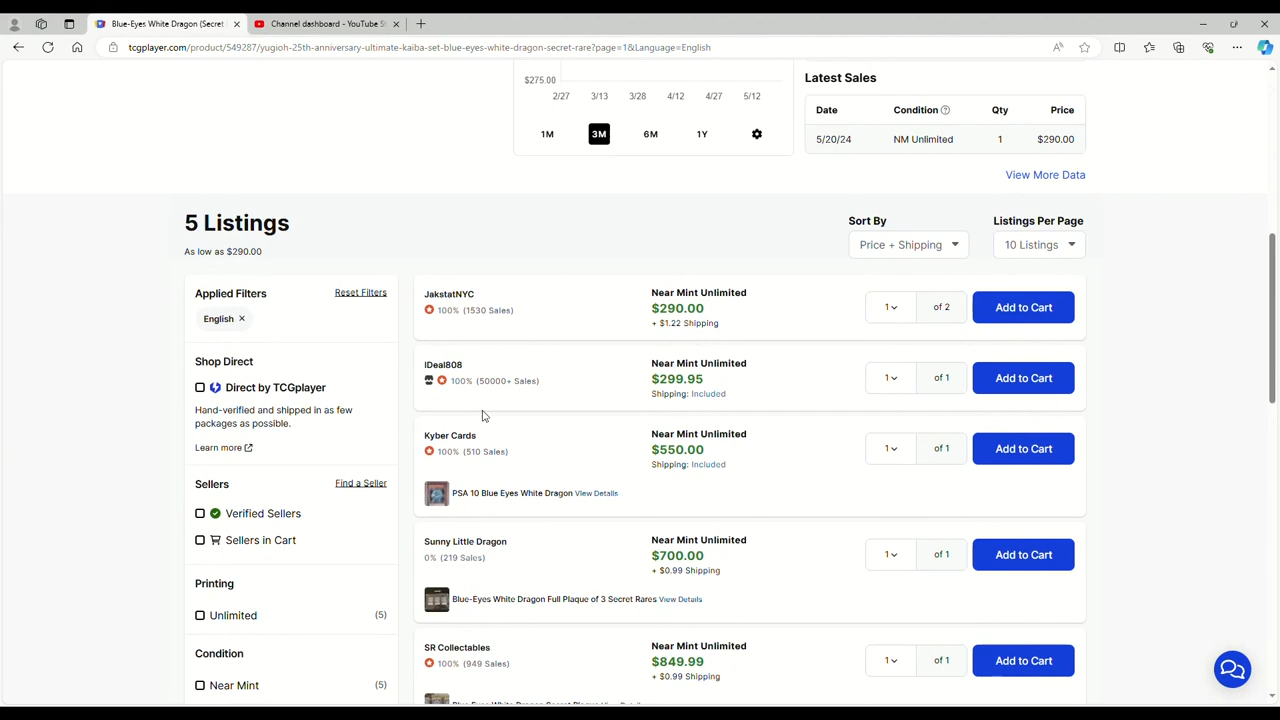 Blue-Eyes White Dragon (Secret
Channel dashboard - YouTube S
tcgplayer.com/product/549287/yugioh-25th-anniversary-ultimate-kaiba-set-blue-eyes-white-dragon-secret-rare?page=1&Language=English
$275.00
2/27 3/13 3/28 4/12 4/27 5/12
1M 3M 6M 1Y
Latest Sales
Date Condition Qty Price
5/20/24 NM Unlimited 1 $290.00
View More Data
5 Listings
As low as $290.00
Sort By
Price + Shipping
Listings Per Page
10 Listings
Applied Filters Reset Filters
English
Shop Direct
Direct by TCGplayer
Hand-verified and shipped in as few
packages as possible.
Learn more
Sellers Find a Seller
Verified Sellers
Sellers in Cart
Printing
Unlimited (5)
Condition
Near Mint (5)
JakstatNYC
100% (1530 Sales)
Near Mint Unlimited
$290.00
+ $1.22 Shipping
1 of 2 Add to Cart
IDeal808
100% (50000+ Sales)
Near Mint Unlimited
$299.95
Shipping: Included
1 of 1 Add to Cart
Kyber Cards
100% (510 Sales)
Near Mint Unlimited
$550.00
Shipping: Included
1 of 1 Add to Cart
PSA 10 Blue Eyes White Dragon View Details
Sunny Little Dragon
0% (219 Sales)
Near Mint Unlimited
$700.00
+ $0.99 Shipping
1 of 1 Add to Cart
Blue-Eyes White Dragon Full Plaque of 3 Secret Rares View Details
SR Collectables
100% (949 Sales)
Near Mint Unlimited
$849.99
+ $0.99 Shipping
1 of 1 Add to Cart